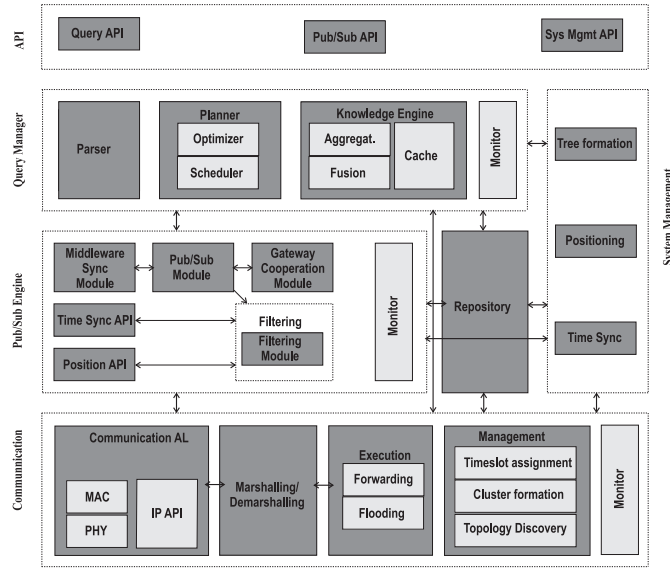 API
Query API
Pub/Sub API
Sys Mgmt API
Query Manager
Parser
Planner
Optimizer
Scheduler
Knowledge Engine
Aggregat.
Fusion
Cache
Monitor
System Management
Tree formation
Positioning
Time Sync
Pub/Sub Engine
Middleware
Sync
Module
Pub/Sub
Module
Gateway
Cooperation
Module
Time Sync API
Position API
Filtering
Filtering
Module
Monitor
Repository
Communication
Communication AL
MAC
PHY
IP API
Marshalling/
Demarshalling
Execution
Forwarding
Flooding
Management
Timeslot assignment
Cluster formation
Topology Discovery
Monitor